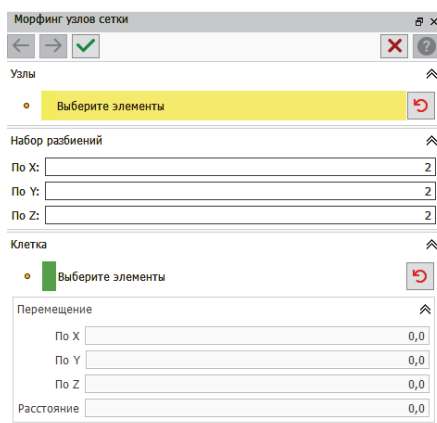 Морфинг узлов сетки
Узлы
Выберите элементы
Набор разбиений
По X: 2
По Y: 2
По Z: 2
Клетка
Выберите элементы
Перемещение
По X 0,0
По Y 0,0
По Z 0,0
Расстояние 0,0